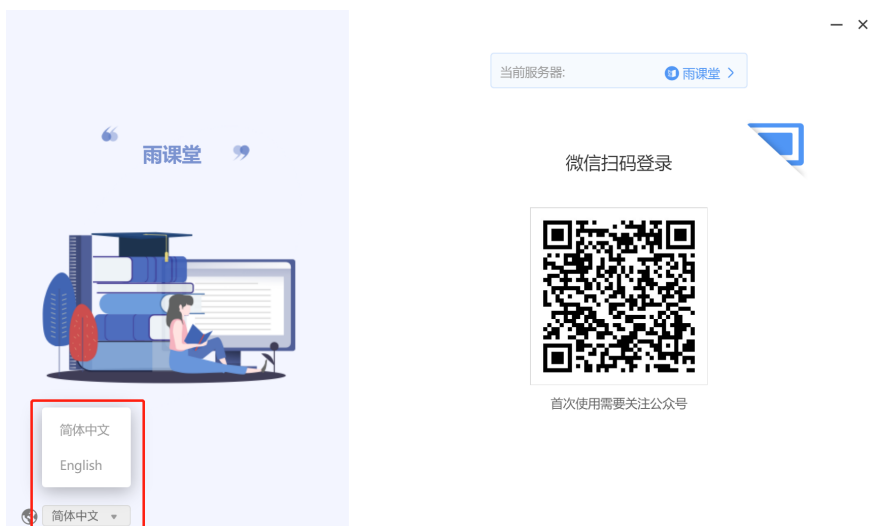 雨课堂
简体中文
English
简体中文
当前服务器: 雨课堂
微信扫码登录
首次使用需要关注公众号